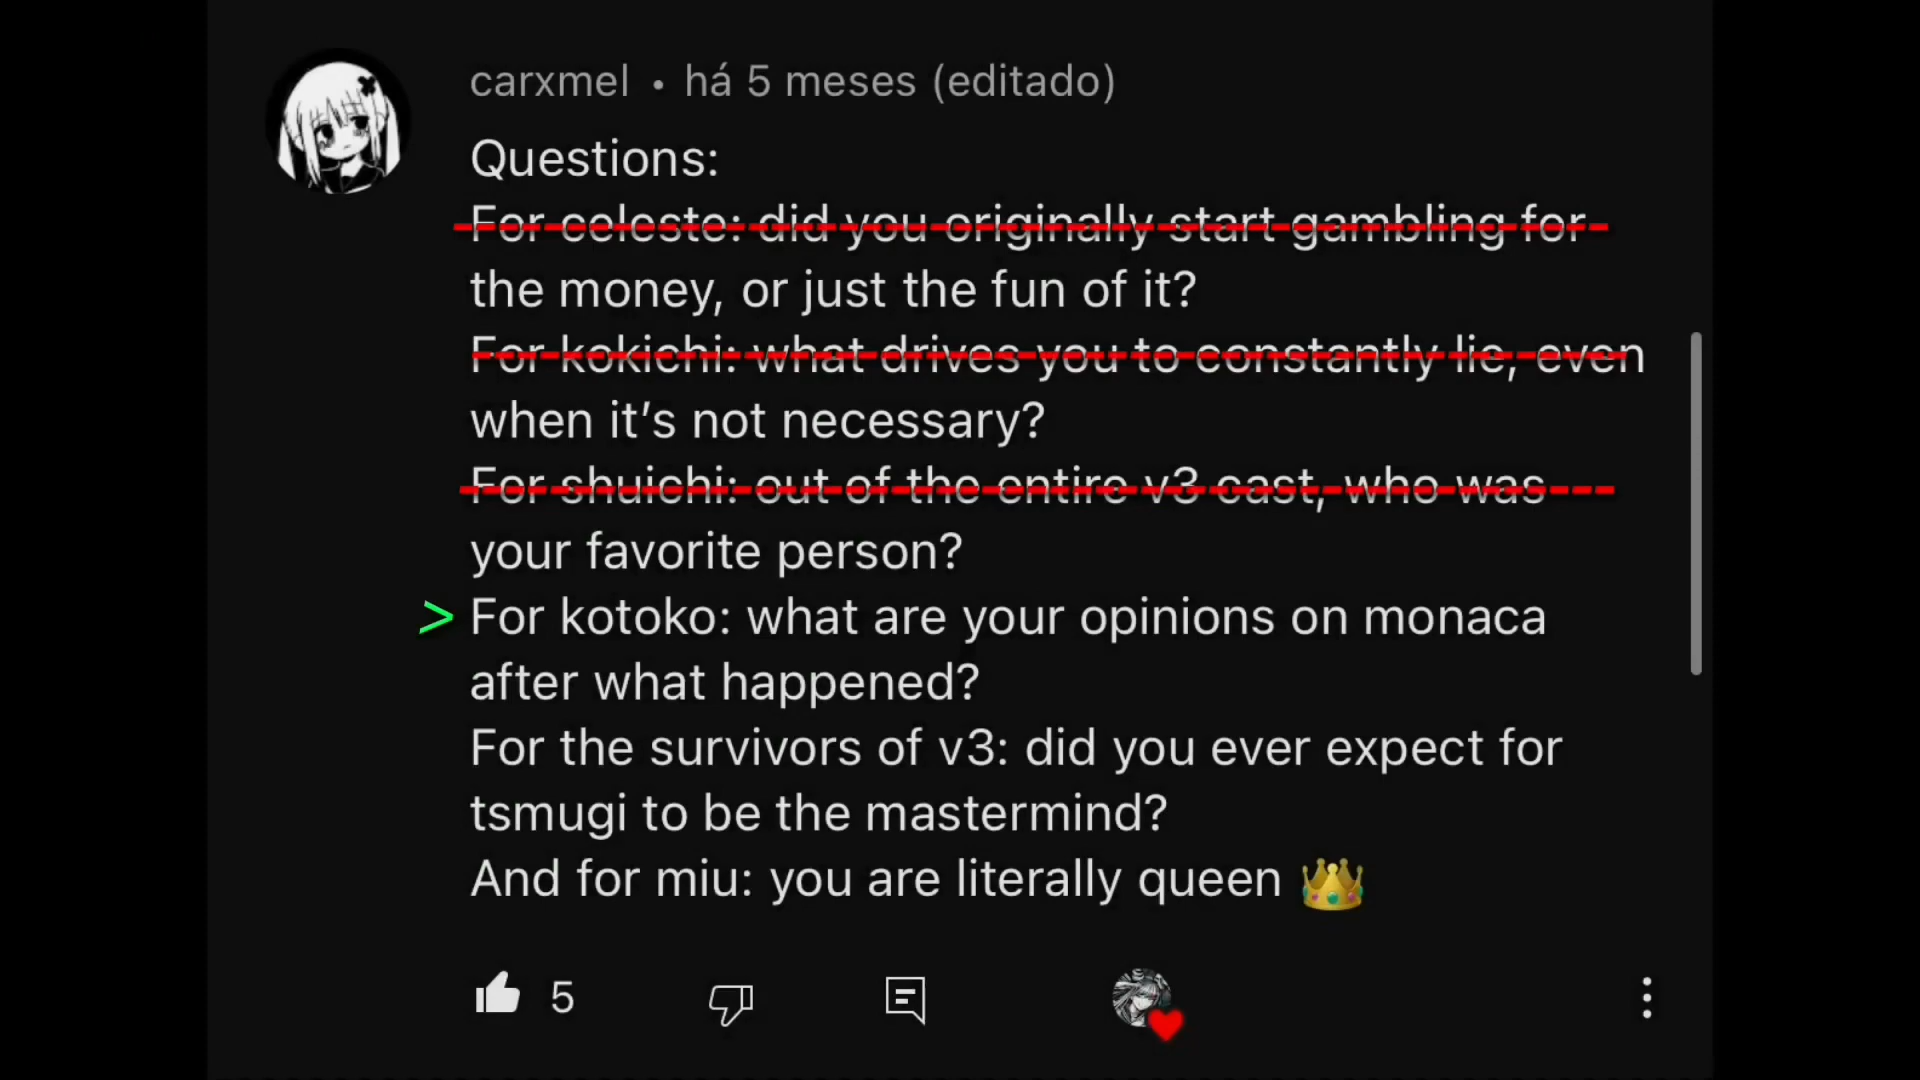 carxmel • há 5 meses (editado)
Questions:
For celeste: did you originally start gambling for
the money, or just the fun of it?
For kokichi: what drives you to constantly lie, even
when it’s not necessary?
For shuichi: out of the entire v3 cast, who was
your favorite person?
> For kotoko: what are your opinions on monaca
after what happened?
For the survivors of v3: did you ever expect for
tsmugi to be the mastermind?
And for miu: you are literally queen 👑
5